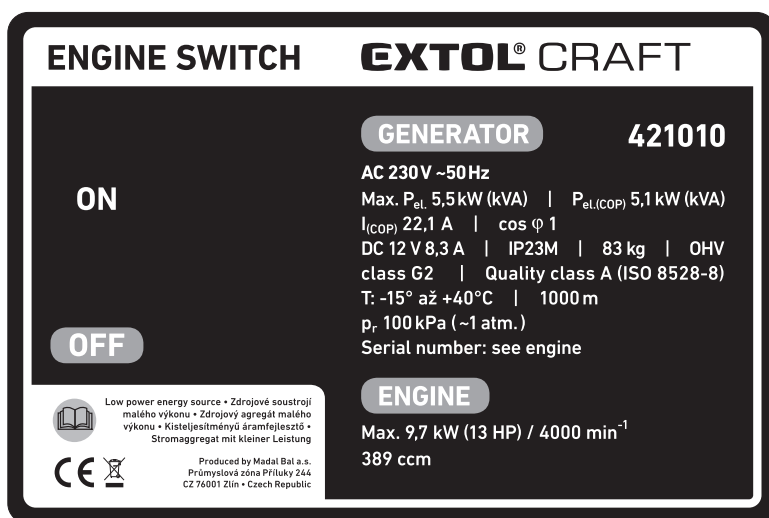 ENGINE SWITCH
EXTOL® CRAFT
ON
OFF
GENERATOR 421010
AC 230V ~50Hz
Max. Pel. 5,5kW (kVA) | Pel.(COP) 5,1 kW (kVA)
I(COP) 22,1 A | cos φ 1
DC 12 V 8,3 A | IP23M | 83 kg | OHV
class G2 | Quality class A (ISO 8528-8)
T: -15° až +40°C | 1000 m
pr 100 kPa (~1 atm.)
Serial number: see engine
ENGINE
Max. 9,7 kW (13 HP) / 4000 min-1
389 ccm
Low power energy source • Zdrojové soustrojí
malého výkonu • Zdrojový agregát malého
výkonu • Kisteljesítményű áramfejlesztő •
Stromaggregat mit kleiner Leistung
CE
Produced by Madal Bal a.s.
Průmyslová zóna Příluky 244
CZ 76001 Zlín • Czech Republic